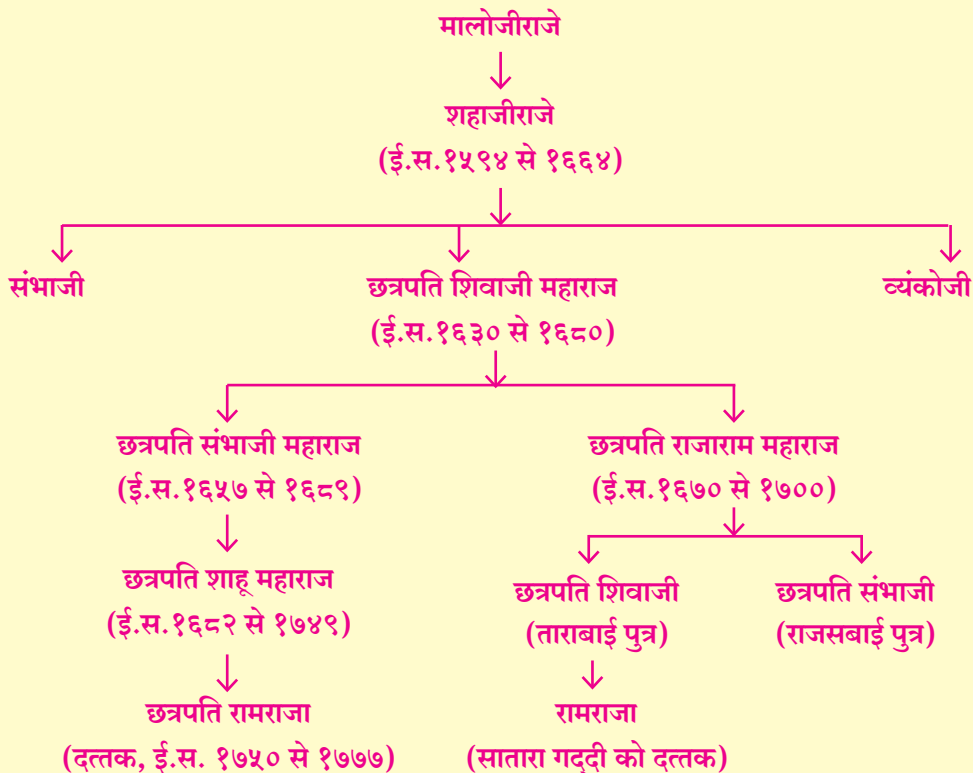 मालोजीराजे
शहाजीराजे
(ई.स.१५९४ से १६६४)
संभाजी
छत्रपति शिवाजी महाराज
(ई.स.१६३० से १६८०)
व्यंकोजी
छत्रपति संभाजी महाराज
(ई.स.१६५७ से १६८९)
छत्रपति राजाराम महाराज
(ई.स.१६७० से १७००)
छत्रपति शाहू महाराज
(ई.स.१६८२ से १७४९)
छत्रपति शिवाजी
(ताराबाई पुत्र)
छत्रपति संभाजी
(राजसबाई पुत्र)
छत्रपति रामराजा
(दत्तक, ई.स. १७५० से १७७७)
रामराजा
(सातारा गद्दी को दत्तक)